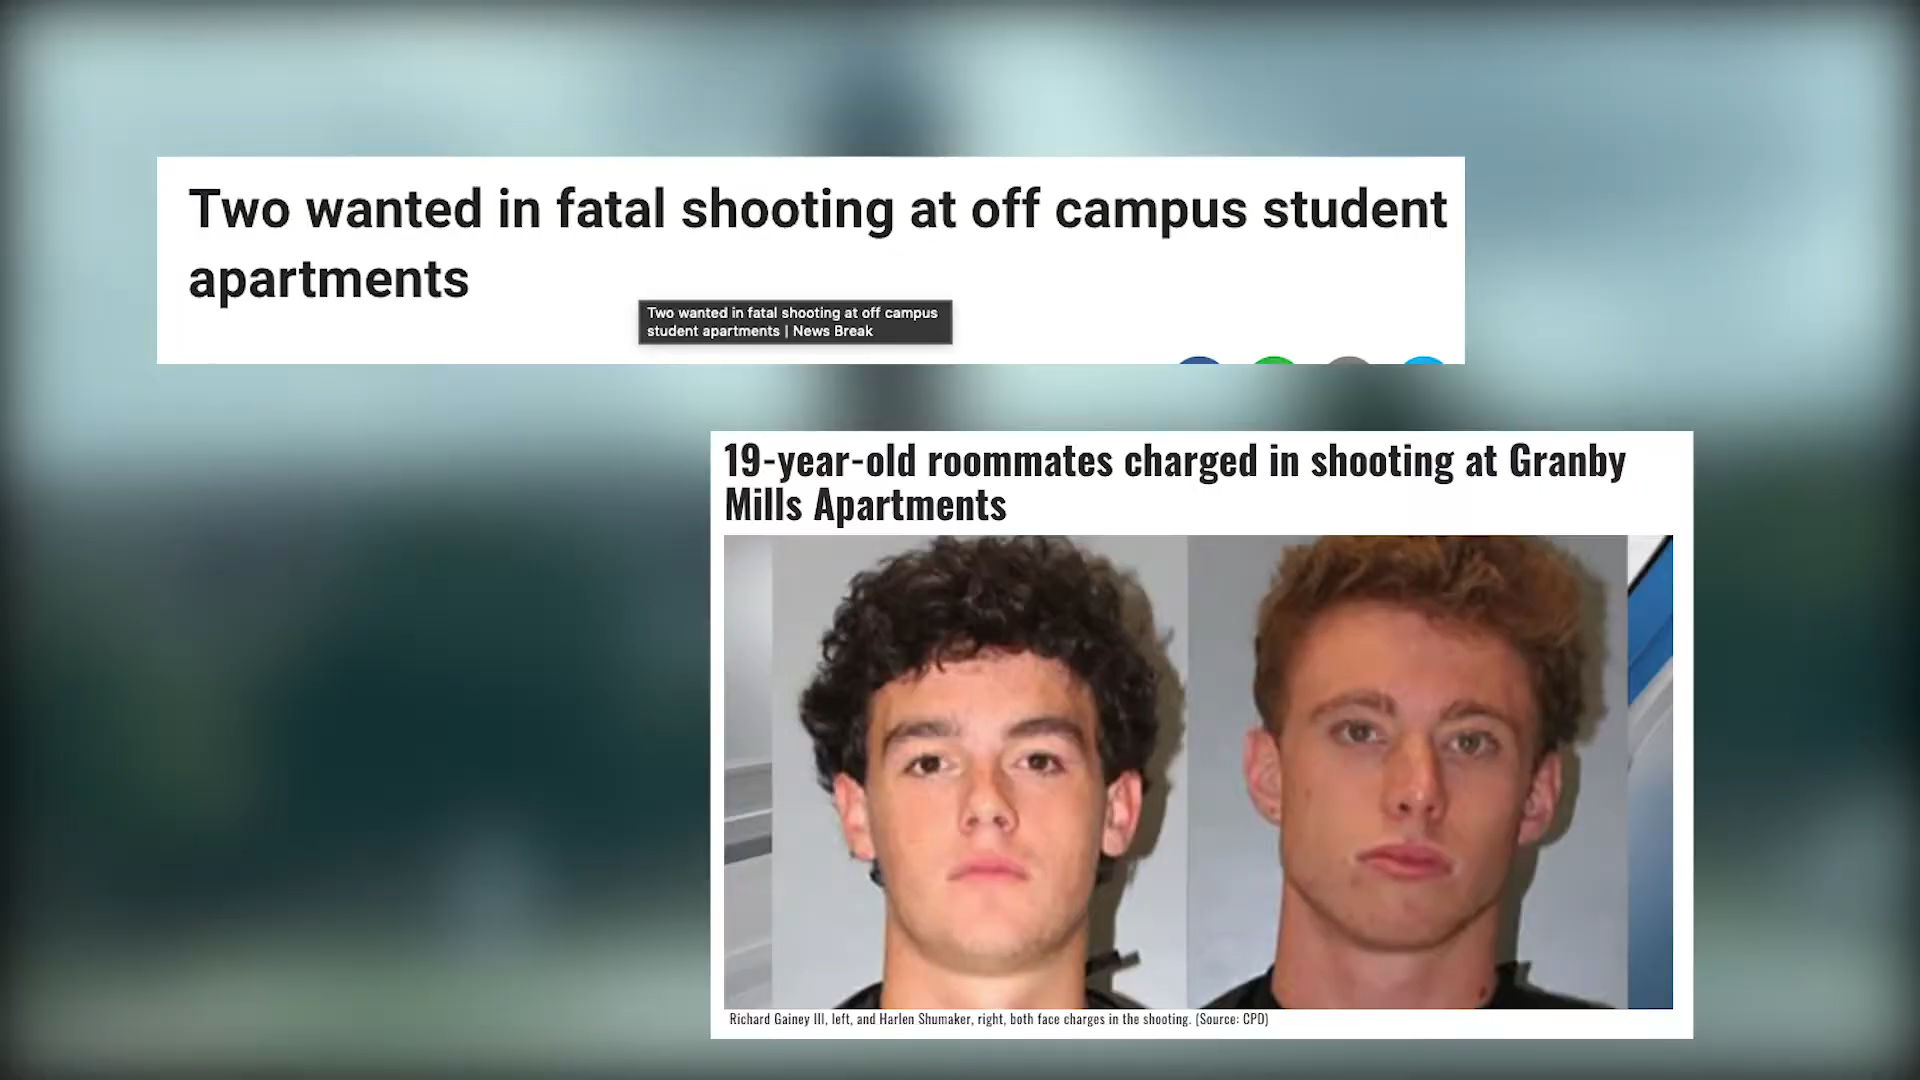 Two wanted in fatal shooting at off campus student
apartments
Two wanted in fatal shooting at off campus
student apartments | News Break
19-year-old roommates charged in shooting at Granby
Mills Apartments
Richard Gainey III, left, and Harlen Shumaker, right, both face charges in the shooting. (Source: CPD)